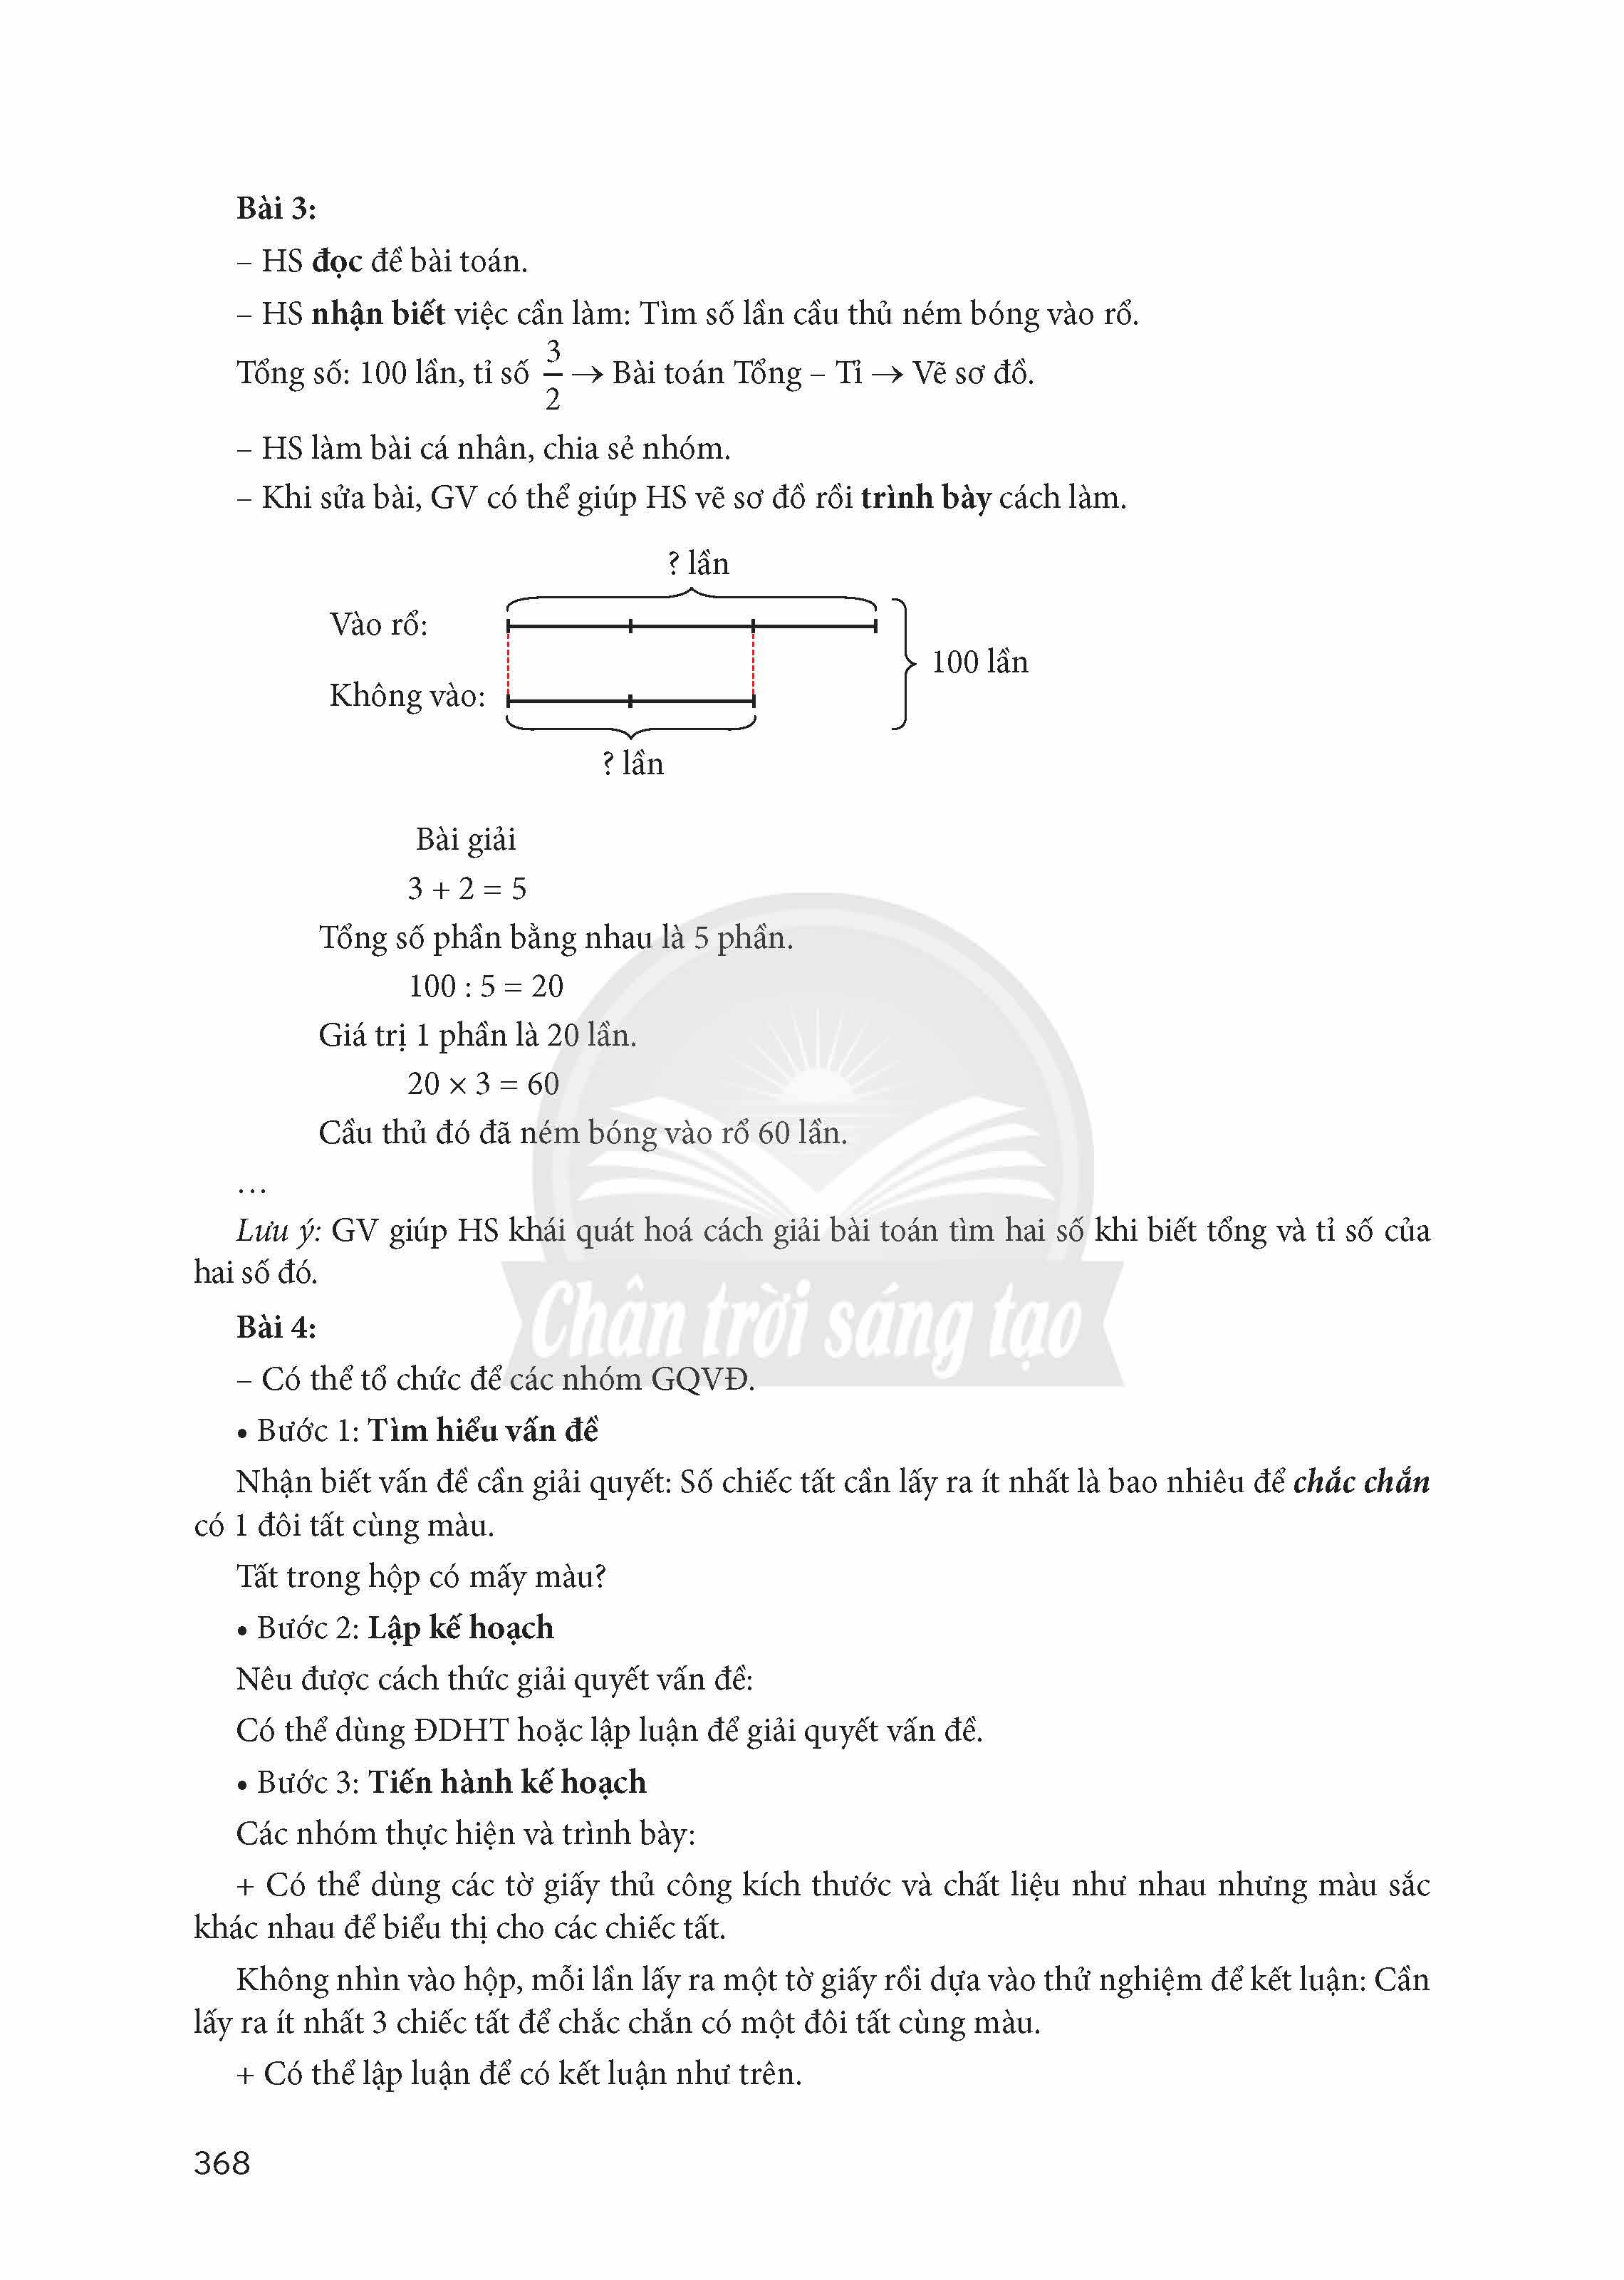 Bài 3:
– HS đọc đề bài toán.
– HS nhận biết việc cần làm: Tìm số lần cầu thủ ném bóng vào rổ.
Tổng số: 100 lần, tỉ số 3/2 → Bài toán Tổng – Tỉ → Vẽ sơ đồ.
– HS làm bài cá nhân, chia sẻ nhóm.
– Khi sửa bài, GV có thể giúp HS vẽ sơ đồ rồi trình bày cách làm.
? lần
Vào rổ:
100 lần
Không vào:
? lần
Bài giải
3 + 2 = 5
Tổng số phần bằng nhau là 5 phần.
100 : 5 = 20
Giá trị 1 phần là 20 lần.
20 × 3 = 60
Cầu thủ đó đã ném bóng vào rổ 60 lần.
…
Lưu ý: GV giúp HS khái quát hoá cách giải bài toán tìm hai số khi biết tổng và tỉ số của
hai số đó.
Chân trời sáng tạo
Bài 4:
– Có thể tổ chức để các nhóm GQVĐ.
• Bước 1: Tìm hiểu vấn đề
Nhận biết vấn đề cần giải quyết: Số chiếc tất cần lấy ra ít nhất là bao nhiêu để chắc chắn
có 1 đôi tất cùng màu.
Tất trong hộp có mấy màu?
• Bước 2: Lập kế hoạch
Nêu được cách thức giải quyết vấn đề:
Có thể dùng ĐDHT hoặc lập luận để giải quyết vấn đề.
• Bước 3: Tiến hành kế hoạch
Các nhóm thực hiện và trình bày:
+ Có thể dùng các tờ giấy thủ công kích thước và chất liệu như nhau nhưng màu sắc
khác nhau để biểu thị cho các chiếc tất.
Không nhìn vào hộp, mỗi lần lấy ra một tờ giấy rồi dựa vào thử nghiệm để kết luận: Cần
lấy ra ít nhất 3 chiếc tất để chắc chắn có một đôi tất cùng màu.
+ Có thể lập luận để có kết luận như trên.
368